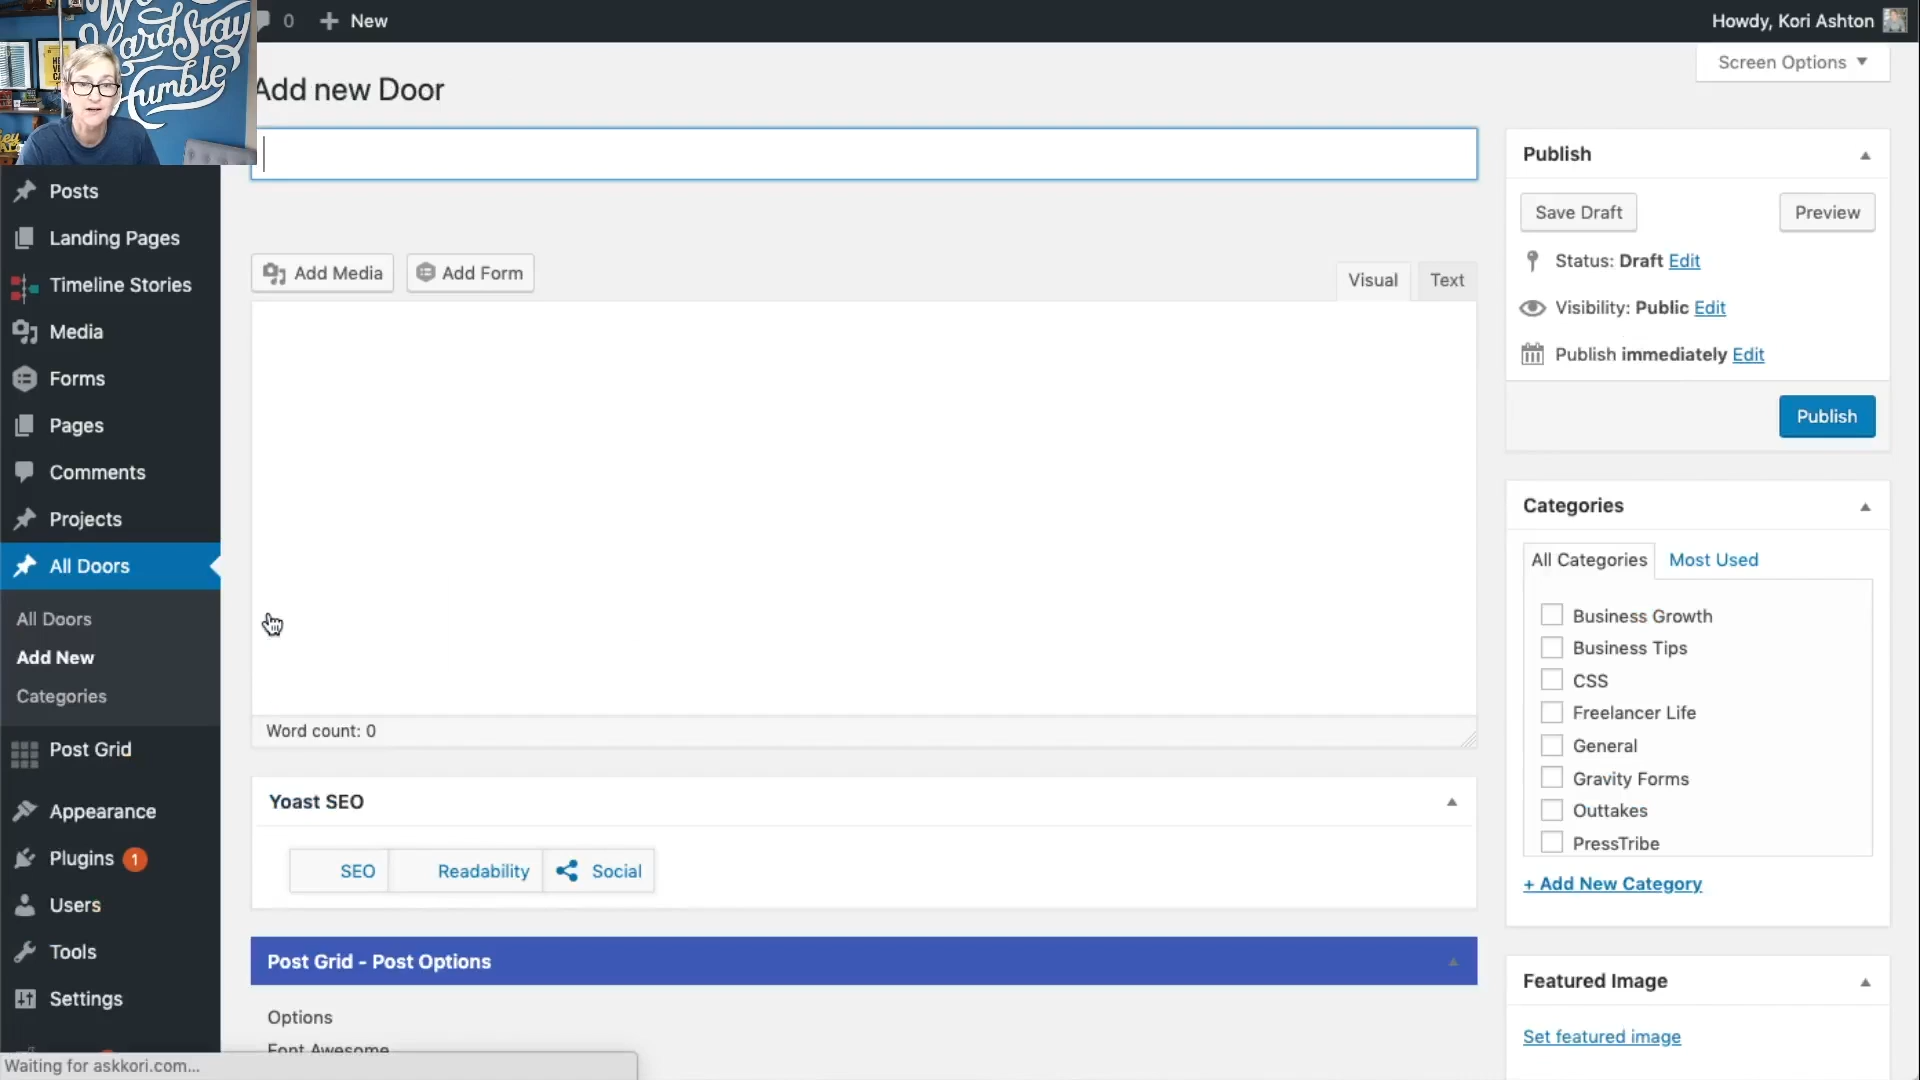 We
Hard Stay
Humble
0
New
Howdy, Kori Ashton
Screen Options
Add new Door
Publish
Save Draft
Preview
Status: Draft Edit
Visibility: Public Edit
Publish immediately Edit
Publish
Posts
Landing Pages
Timeline Stories
Media
Forms
Pages
Comments
Projects
All Doors
All Doors
Add New
Categories
Post Grid
Appearance
Plugins 1
Users
Tools
Settings
Add Media
Add Form
Visual
Text
Word count: 0
Yoast SEO
SEO
Readability
Social
Post Grid - Post Options
Options
Font Awesome
Categories
All Categories
Most Used
Business Growth
Business Tips
CSS
Freelancer Life
General
Gravity Forms
Outtakes
PressTribe
+ Add New Category
Featured Image
Set featured image
Waiting for askkori.com...